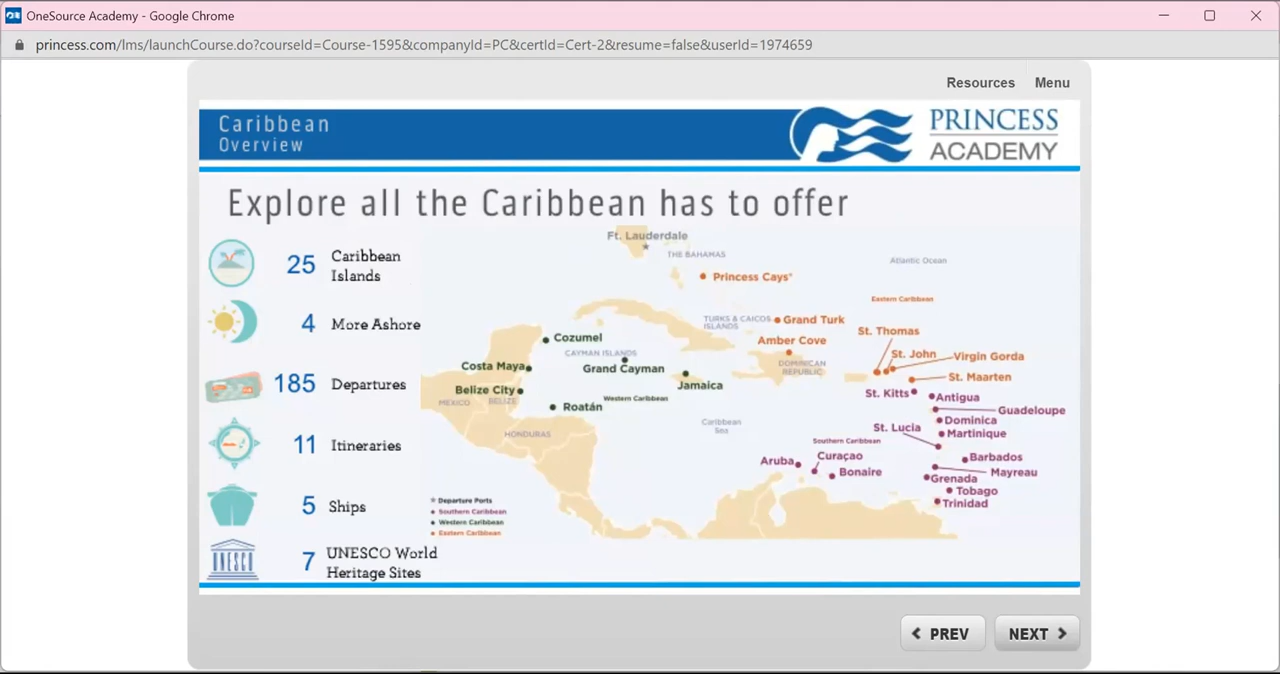 OneSource Academy - Google Chrome
princess.com/lms/launchCourse.do?courseId=Course-1595&companyId=PC&certId=Cert-2&resume=false&userId=1974659
Resources Menu
Caribbean
Overview
PRINCESS
ACADEMY
Explore all the Caribbean has to offer
25 Caribbean
Islands
4 More Ashore
185 Departures
11 Itineraries
5 Ships
UNESCO
7 UNESCO World
Heritage Sites
Ft. Lauderdale
THE BAHAMAS
Atlantic Ocean
Princess Cays*
Eastern Caribbean
TURKS & CAICOS
ISLANDS
Grand Turk
St. Thomas
Cozumel
Amber Cove
CAYMAN ISLANDS
St. John
Virgin Gorda
Costa Maya
Grand Cayman
DOMINICAN
REPUBLIC
St. Maarten
Belize City
Jamaica
St. Kitts
Antigua
MEXICO
BELIZE
Western Caribbean
Roatán
Guadeloupe
Caribbean
Sea
Dominica
St. Lucia
Martinique
HONDURAS
Southern Caribbean
Aruba
Curaçao
Barbados
Bonaire
Mayreau
Grenada
Tobago
Trinidad
* Departure Ports
Southern Caribbean
Western Caribbean
Eastern Caribbean
PREV
NEXT